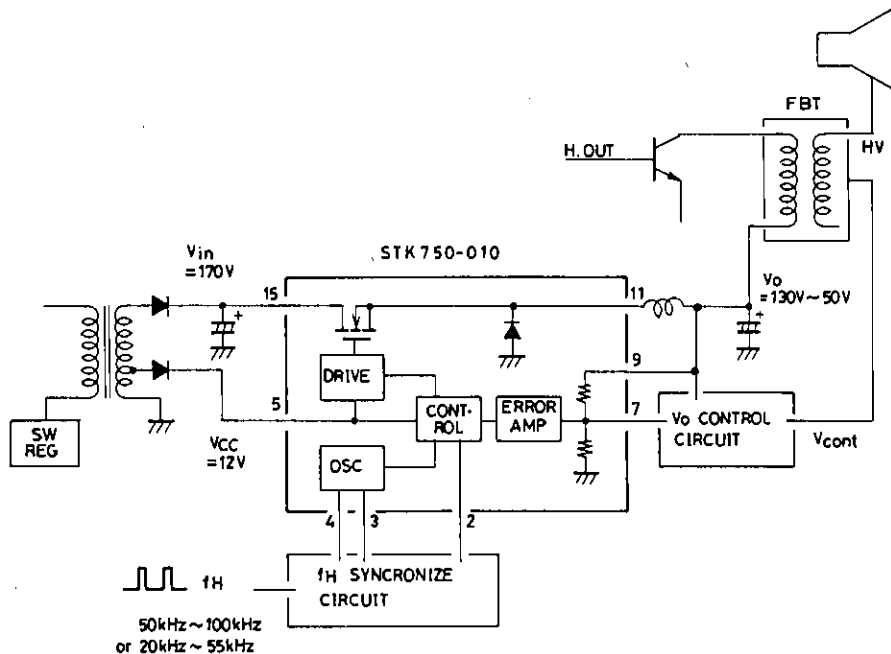 FBT
HV
H.OUT
STK750-010
Vin
=170V
15
11
Vo
=130V~50V
DRIVE
9
5
CONT-
ROL
ERROR
AMP
7
Vo CONTROL
CIRCUIT
Vcont
SW
REG
VCC
=12V
OSC
4
3
2
fH
fH SYNCRONIZE
CIRCUIT
50kHz~100kHz
or 20kHz~55kHz